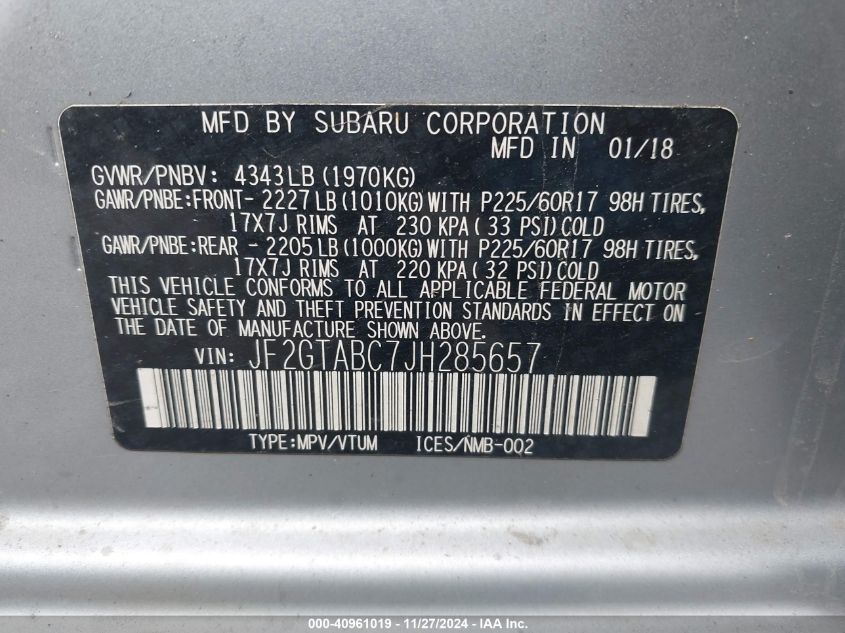 MFD BY SUBARU CORPORATION
MFD IN 01/18
GVWR/PNBV: 4343LB(1970KG)
GAWR/PNBE:FRONT- 2227LB(1010KG)WITH P225/60R17 98H TIRES,
17X7J RIMS AT 230 KPA( 33 PSI)COLD
GAWR/PNBE:REAR - 2205LB(1000KG)WITH P225/60R17 98H TIRES,
17X7J RIMS AT 220 KPA( 32 PSI)COLD
THIS VEHICLE CONFORMS TO ALL APPLICABLE FEDERAL MOTOR
VEHICLE SAFETY AND THEFT PREVENTION STANDARDS IN EFFECT ON
THE DATE OF MANUFACTURE SHOWN ABOVE.
VIN: JF2GTABC7JH285657
TYPE:MPV/VTUM ICES/NMB-002
000-40961019 - 11/27/2024 - IAA Inc.